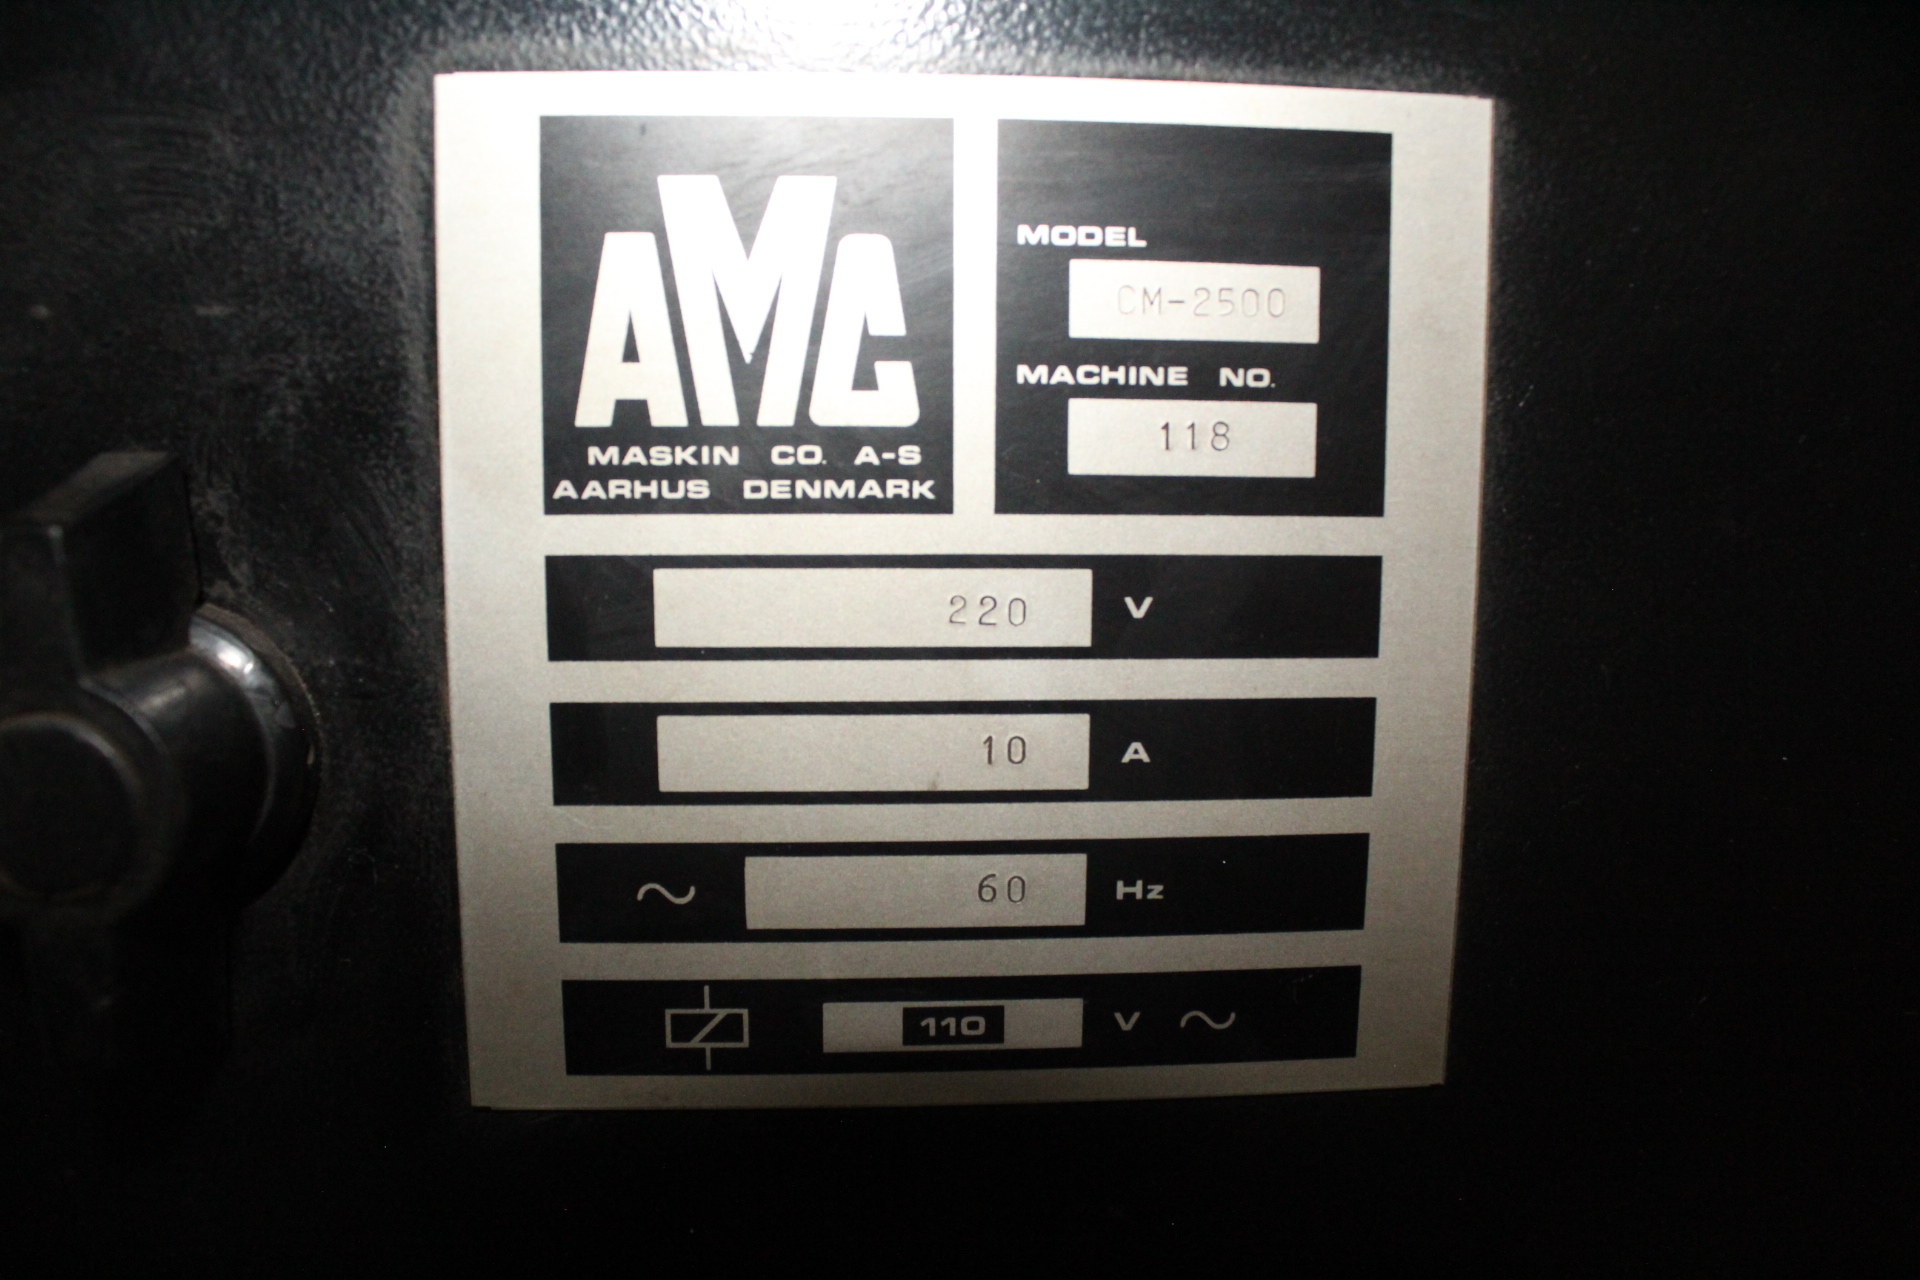 AMC
MASKIN CO. A-S
AARHUS DENMARK
MODEL
CM-2500
MACHINE NO.
118
220 V
10 A
~ 60 Hz
110 V ~